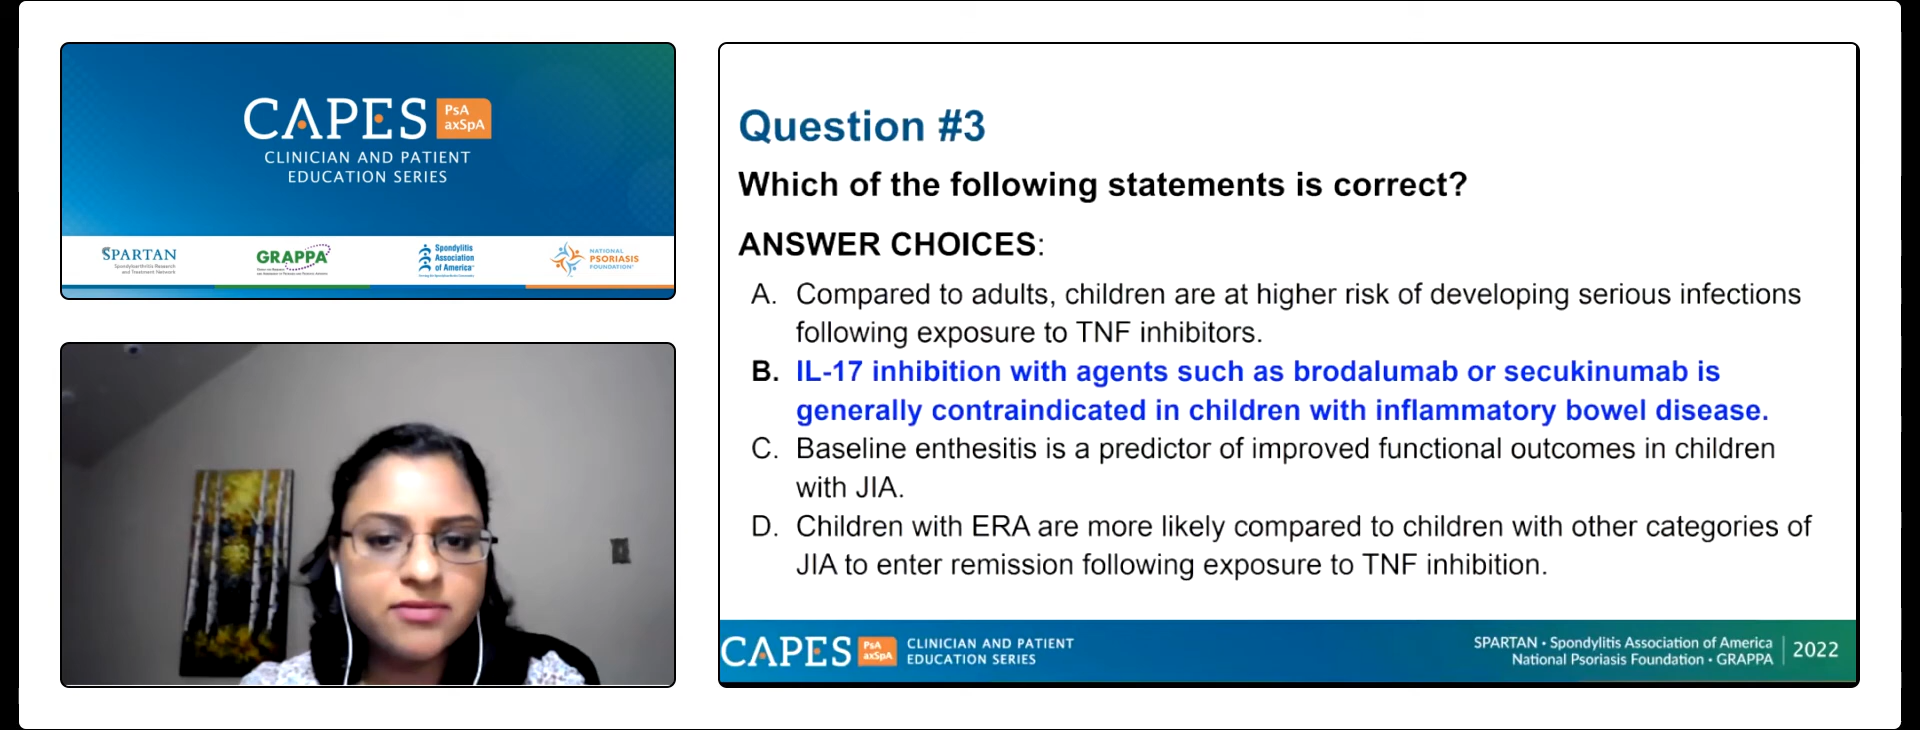 CAPES PsA
axSpA
CLINICIAN AND PATIENT
EDUCATION SERIES
SPARTAN
Spondyloarthritis Research
and Treatment Network
GRAPPA
Spondylitis
Association
of America
NATIONAL
PSORIASIS
FOUNDATION
Question #3
Which of the following statements is correct?
ANSWER CHOICES:
A. Compared to adults, children are at higher risk of developing serious infections
following exposure to TNF inhibitors.
B. IL-17 inhibition with agents such as brodalumab or secukinumab is
generally contraindicated in children with inflammatory bowel disease.
C. Baseline enthesitis is a predictor of improved functional outcomes in children
with JIA.
D. Children with ERA are more likely compared to children with other categories of
JIA to enter remission following exposure to TNF inhibition.
CAPES PsA
axSpA
CLINICIAN AND PATIENT
EDUCATION SERIES
SPARTAN • Spondylitis Association of America
National Psoriasis Foundation • GRAPPA
2022